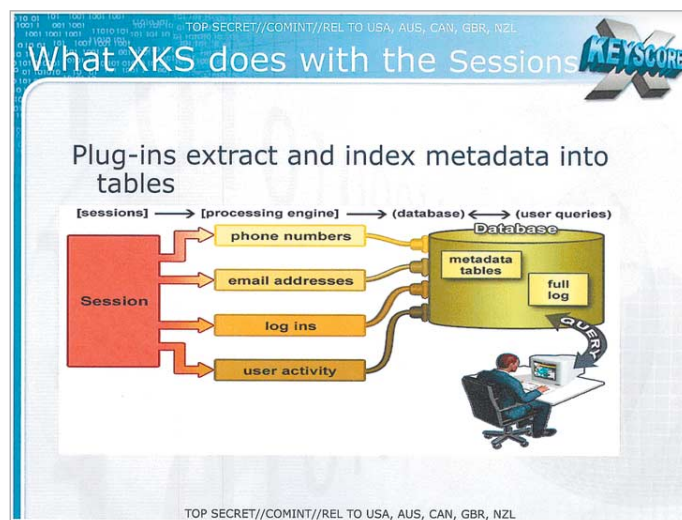 TOP SECRET//COMINT//REL TO USA, AUS, CAN, GBR, NZL
What XKS does with the Sessions
KEYSCORE
Plug-ins extract and index metadata into
tables
[sessions] → [processing engine] → (database) ↔ (user queries)
Database
phone numbers
metadata
tables
email addresses
full
log
Session
log ins
QUERY
user activity
TOP SECRET//COMINT//REL TO USA, AUS, CAN, GBR, NZL